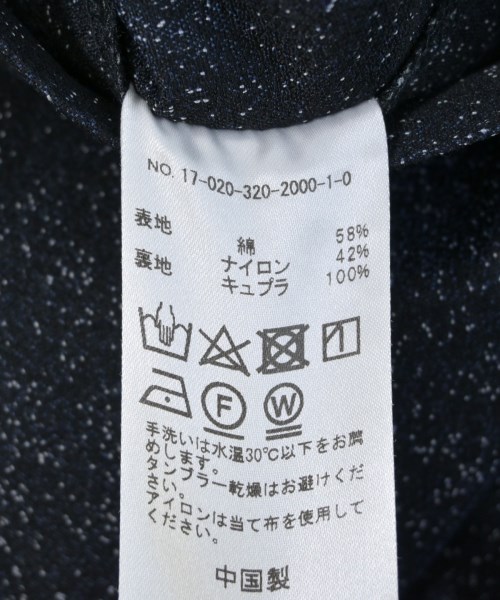 NO. 17-020-320-2000-1-0
表地
綿 58%
ナイロン 42%
裏地
キュプラ 100%
F W
手洗いは水温30℃以下をお薦
めします。
タンブラー乾燥はお避けくだ
さい。
アイロンは当て布を使用して
ください。
中国製